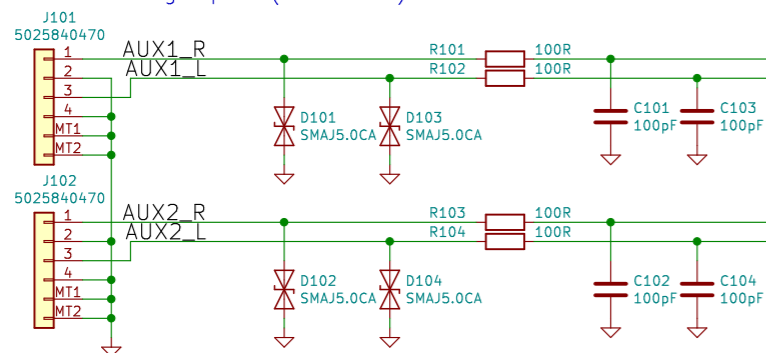 J101
5025840470
1
2
3
4
MT1
MT2
AUX1_R
AUX1_L
R101 100R
R102 100R
D101
SMAJ5.0CA
D103
SMAJ5.0CA
C101
100pF
C103
100pF
J102
5025840470
1
2
3
4
MT1
MT2
AUX2_R
AUX2_L
R103 100R
R104 100R
D102
SMAJ5.0CA
D104
SMAJ5.0CA
C102
100pF
C104
100pF